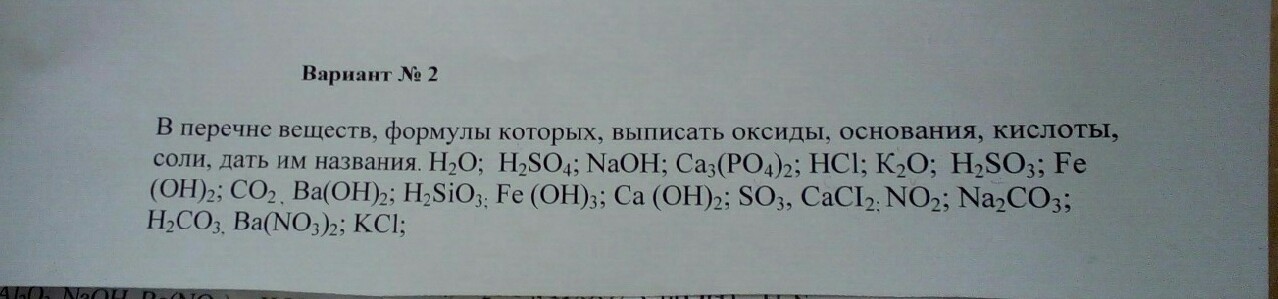 Вариант № 2
В перечне веществ, формулы которых, выписать оксиды, основания, кислоты,
соли, дать им названия. H₂O; H₂SO₄; NaOH; Ca₃(PO₄)₂; HCl; K₂O; H₂SO₃; Fe
(OH)₂; CO₂, Ba(OH)₂; H₂SiO₃; Fe (OH)₃; Ca (OH)₂; SO₃, CaCI₂; NO₂; Na₂CO₃;
H₂CO₃, Ba(NO₃)₂; KCl;